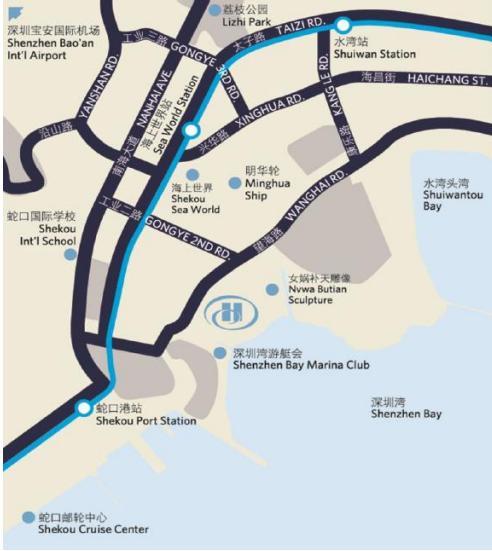 荔枝公园
Lizhi Park
深圳宝安国际机场
Shenzhen Bao'an
Int'l Airport
工业三路 GONGYE 3RD RD.
太子路 TAIZI RD.
水湾站
Shuiwan Station
沿山路 YANSHAN RD.
南海大道 NANHAI AVE.
海上世界站
Sea World Station
兴华路 XINGHUA RD.
康乐路 KANG LE RD.
海昌街 HAICHANG ST.
海上世界
Shekou
Sea World
明华轮
Minghua
Ship
水湾头湾
Shuiwantou
Bay
蛇口国际学校
Shekou
Int'l School
工业二路 GONGYE 2ND RD.
望海路 WANGHAI RD.
女娲补天雕像
Nvwa Butian
Sculpture
H
深圳湾游艇会
Shenzhen Bay Marina Club
深圳湾
Shenzhen Bay
蛇口港站
Shekou Port Station
蛇口邮轮中心
Shekou Cruise Center